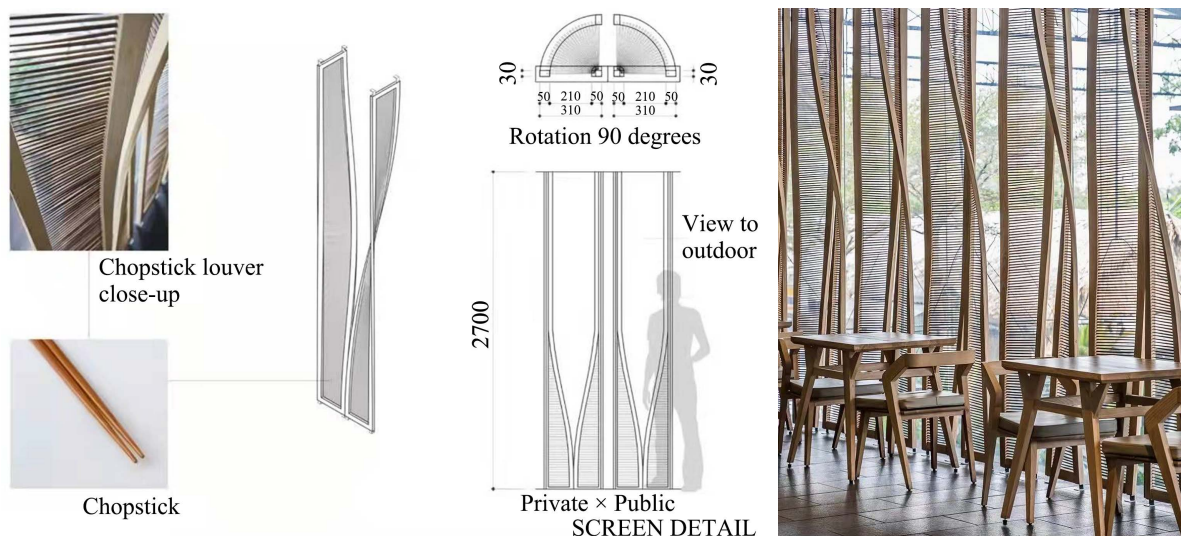 Chopstick louver
close-up
Chopstick
30
30
50 210 50 50 210 50
310 310
Rotation 90 degrees
2700
View to
outdoor
Private × Public
SCREEN DETAIL